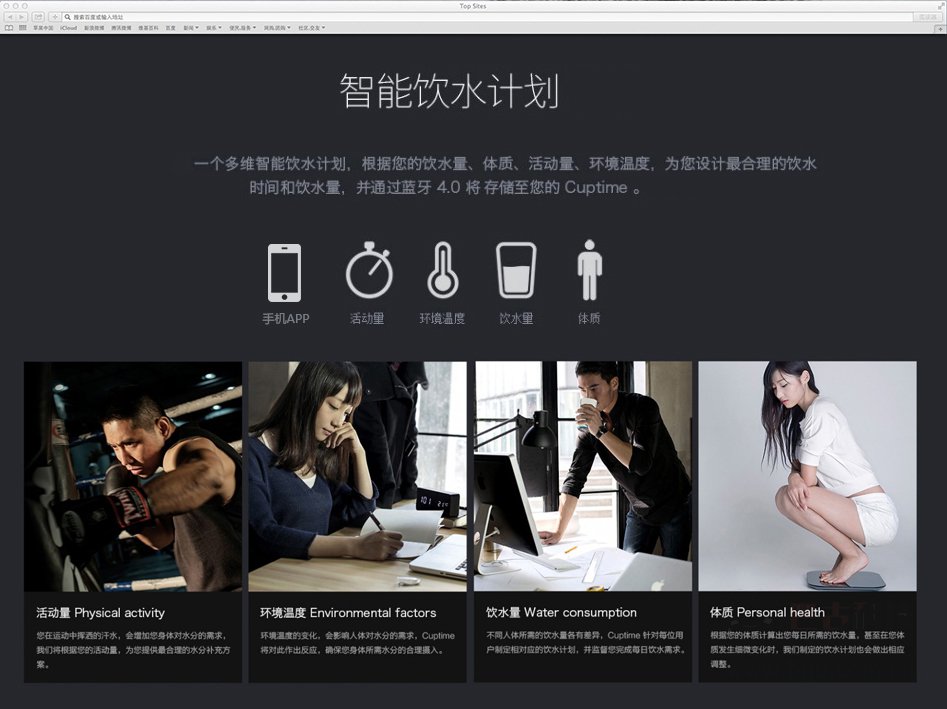 Top Sites
搜索百度或输入地址
苹果中国 iCloud 新浪微博 腾讯微博 维基百科 百度 新闻 娱乐 便民.服务 网购.团购 社区.交友
智能饮水计划
一个多维智能饮水计划，根据您的饮水量、体质、活动量、环境温度，为您设计最合理的饮水
时间和饮水量，并通过蓝牙 4.0 将 存储至您的 Cuptime 。
手机APP 活动量 环境温度 饮水量 体质
活动量 Physical activity
您在运动中挥洒的汗水，会增加您身体对水分的需求，
我们将根据您的活动量，为您提供最合理的水分补充方
案。
环境温度 Environmental factors
环境温度的变化，会影响人体对水分的需求，Cuptime
将对此作出反应，确保您身体所需水分的合理摄入。
饮水量 Water consumption
不同人体所需的饮水量各有差异，Cuptime 针对每位用
户制定相对应的饮水计划，并监督您完成每日饮水需求。
体质 Personal health
根据您的体质计算出您每日所需的饮水量，甚至在您体
质发生细微变化时，我们制定的饮水计划也会做出相应
调整。